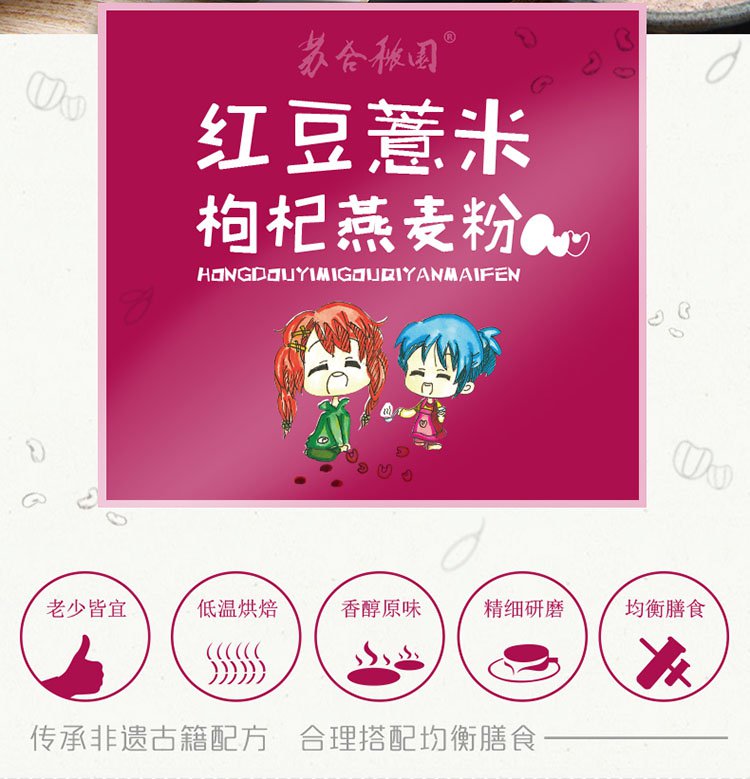 苏合秾园®
红豆薏米
枸杞燕麦粉
HONGDOUYIMIGOUQIYANMAIFEN
老少皆宜 低温烘焙 香醇原味 精细研磨 均衡膳食
传承非遗古籍配方 合理搭配均衡膳食